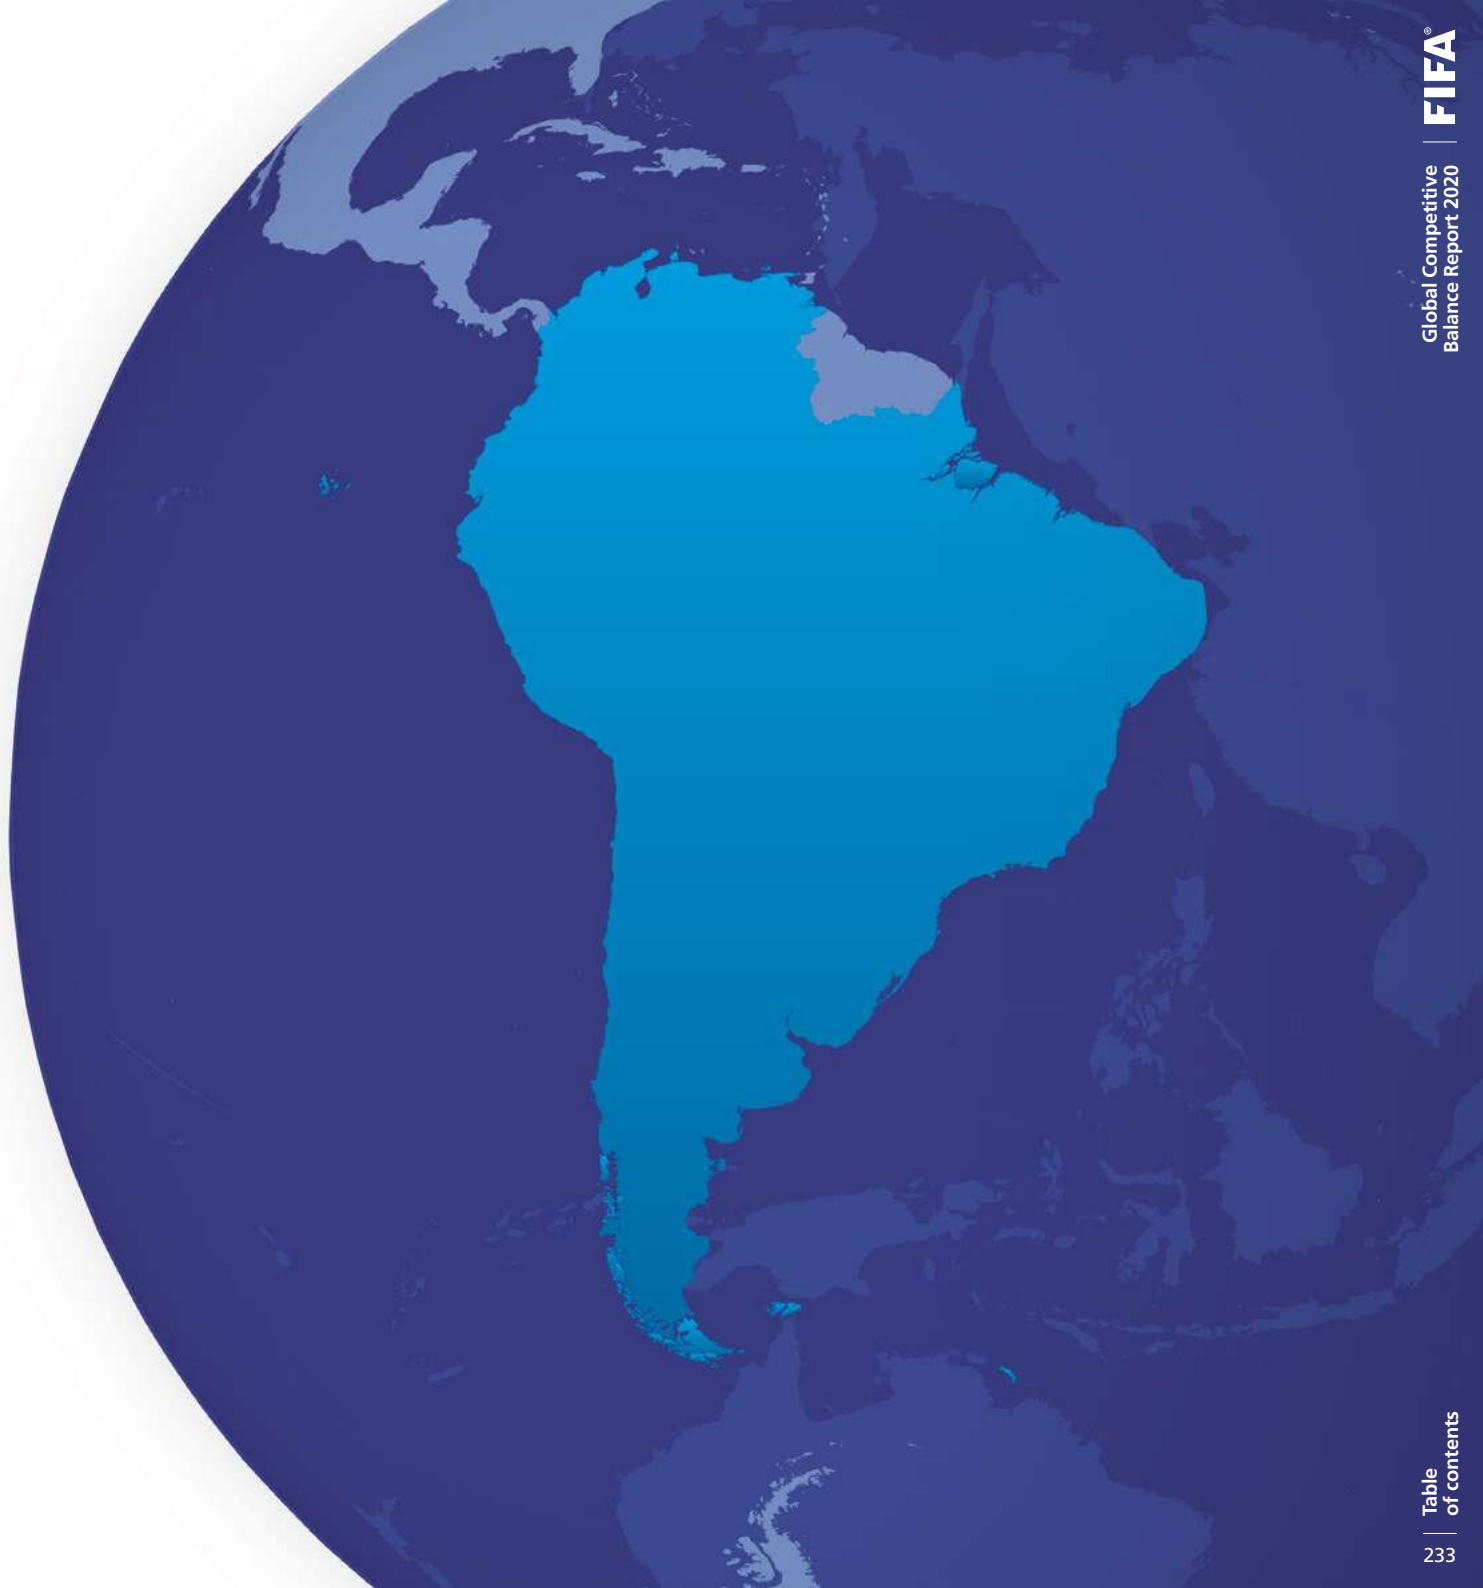 FIFA®
Global Competitive
Balance Report 2020
Table
of contents
233